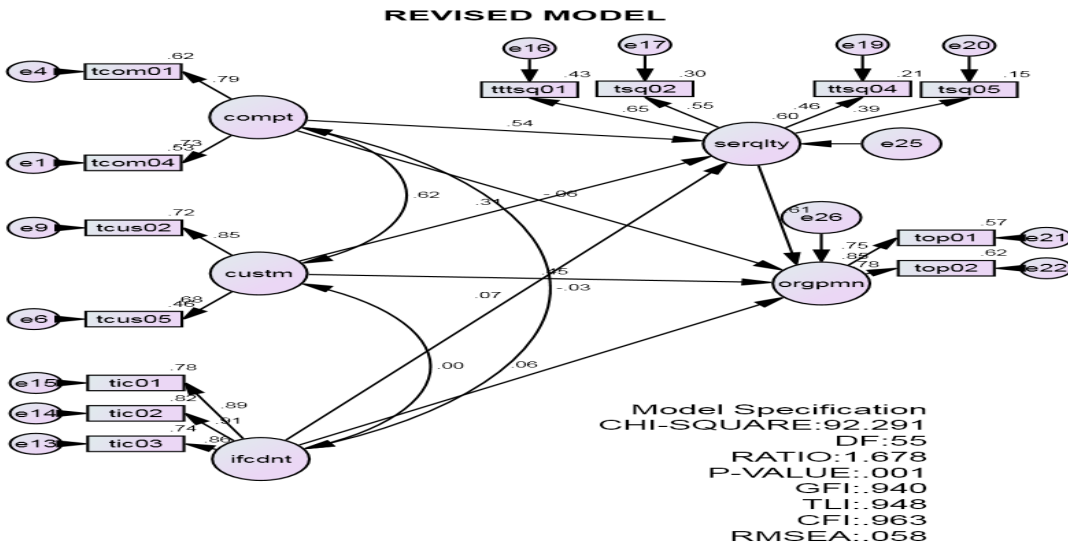 REVISED MODEL
e16
e17
e19
e20
.62
.43
.30
.21
.15
e4
tcom01
tttsq01
tsq02
ttsq04
tsq05
.79
.65
.55
.46
.39
compt
.54
.60
serqlty
e25
.73
.53
e1
tcom04
.62
.31
-.06
.61
e26
.72
.57
e9
tcus02
.85
.75
top01
e21
.62
custm
.78
top02
e22
orgpmn
.68
.46
.07
-.03
e6
tcus05
.78
.00
.06
e15
tic01
.89
.82
e14
tic02
.91
.74
e13
tic03
.86
ifcdnt
Model Specification
CHI-SQUARE:92.291
DF:55
RATIO:1.678
P-VALUE:.001
GFI:.940
TLI:.948
CFI:.963
RMSEA:.058